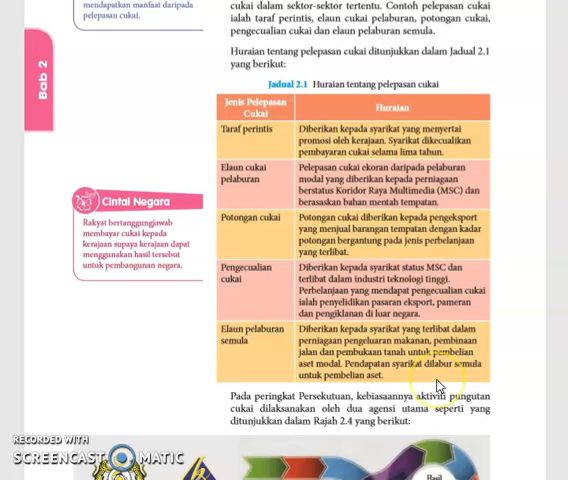 mendapatkan manfaat daripada
pelepasan cukai.
cukai dalam sektor-sektor tertentu. Contoh pelepasan cukai
ialah taraf perintis, elaun cukai pelaburan, potongan cukai,
pengecualian cukai dan elaun pelaburan semula.
Huraian tentang pelepasan cukai ditunjukkan dalam Jadual 2.1
yang berikut:
Bab 2
Jadual 2.1 Huraian tentang pelepasan cukai
Jenis Pelepasan
Cukai
Huraian
Taraf perintis
Diberikan kepada syarikat yang menyertai
promosi oleh kerajaan. Syarikat dikecualikan
pembayaran cukai selama lima tahun.
Elaun cukai
pelaburan
Pelepasan cukai ekoran daripada pelaburan
modal yang diberikan kepada perniagaan
berstatus Koridor Raya Multimedia (MSC) dan
berasaskan bahan mentah tempatan.
Potongan cukai
Potongan cukai diberikan kepada pengeksport
yang menjual barangan tempatan dengan kadar
potongan bergantung pada jenis perbelanjaan
yang terlibat.
Pengecualian
cukai
Diberikan kepada syarikat status MSC dan
terlibat dalam industri teknologi tinggi.
Perbelanjaan yang mendapat pengecualian cukai
ialah penyelidikan pasaran eksport, pameran
dan pengiklanan di luar negara.
Elaun pelaburan
semula
Diberikan kepada syarikat yang terlibat dalam
perniagaan pengeluaran makanan, pembinaan
jalan dan pembukaan tanah untuk pembelian
aset modal. Pendapatan syarikat dilabur semula
untuk pembelian aset.
Cintai Negara
Rakyat bertanggungjawab
membayar cukai kepada
kerajaan supaya kerajaan dapat
menggunakan hasil tersebut
untuk pembangunan negara.
Pada peringkat Persekutuan, kebiasaannya aktiviti pungutan
cukai dilaksanakan oleh dua agensi utama seperti yang
ditunjukkan dalam Rajah 2.4 yang berikut:
RECORDED WITH
SCREENCAST MATIC
Hasil